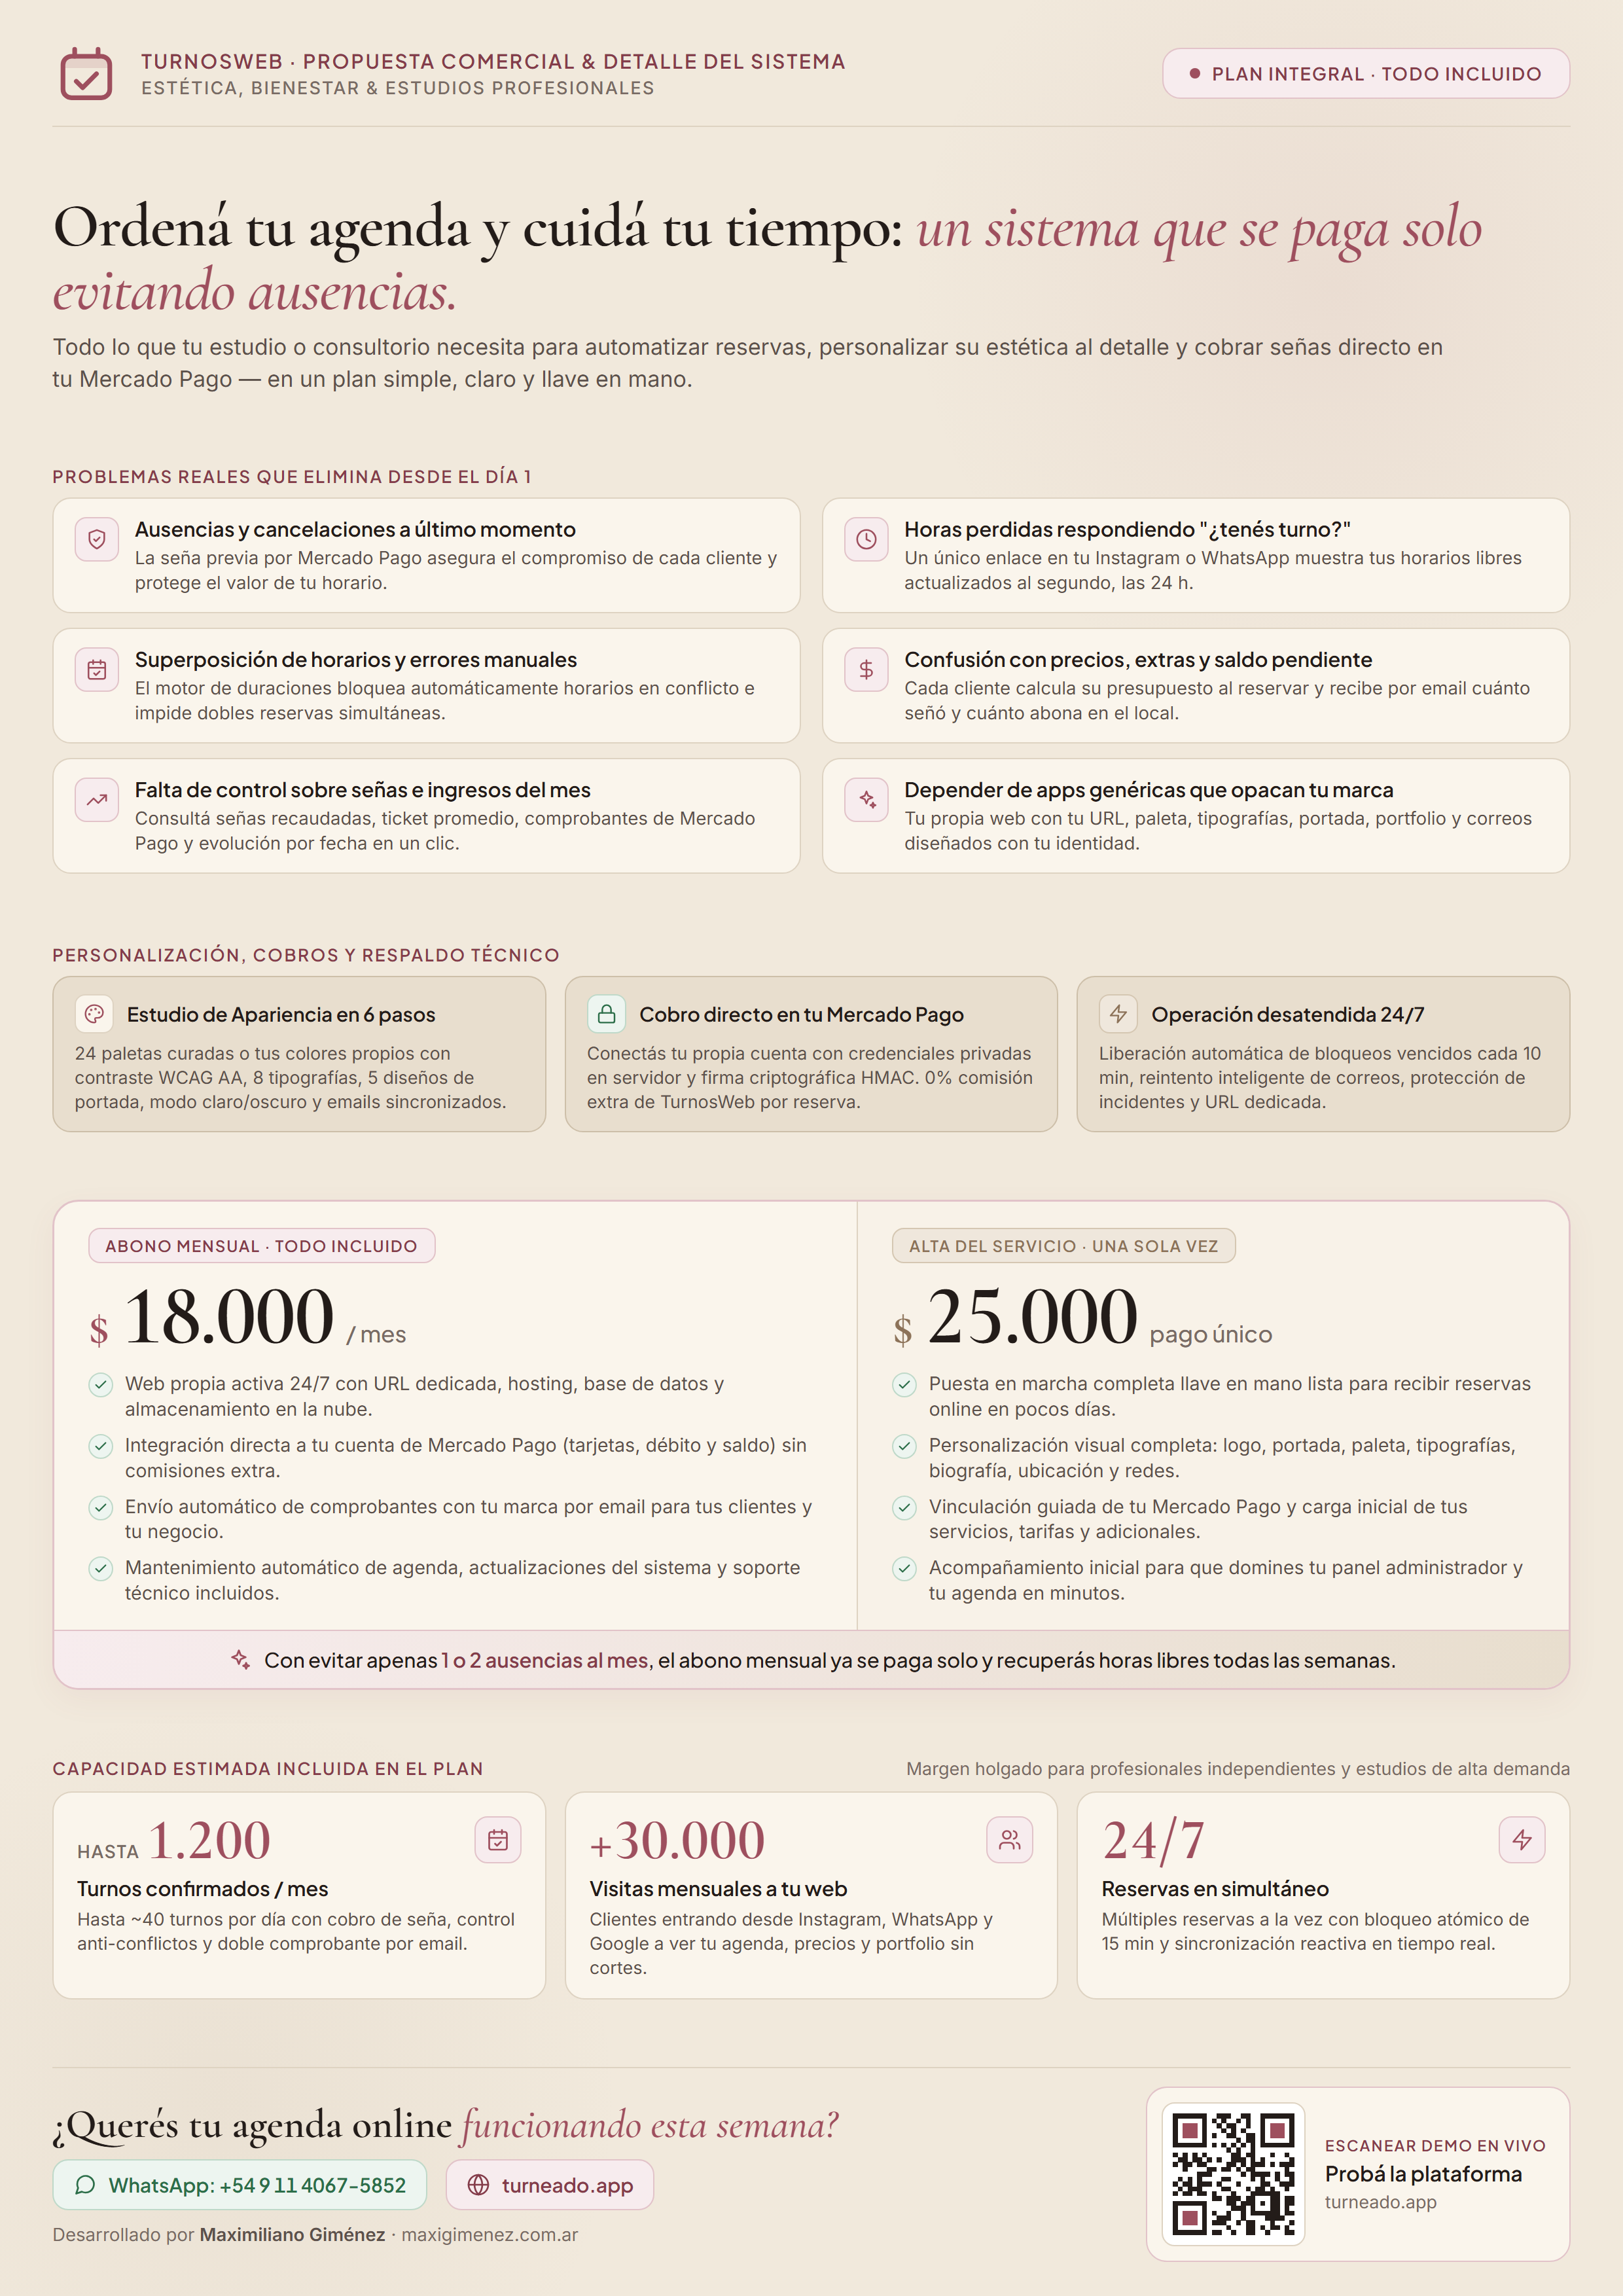 TURNOSWEB · PROPUESTA COMERCIAL & DETALLE DEL SISTEMA
ESTÉTICA, BIENESTAR & ESTUDIOS PROFESIONALES
PLAN INTEGRAL · TODO INCLUIDO
Ordená tu agenda y cuidá tu tiempo: un sistema que se paga solo
evitando ausencias.
Todo lo que tu estudio o consultorio necesita para automatizar reservas, personalizar su estética al detalle y cobrar señas directo en
tu Mercado Pago — en un plan simple, claro y llave en mano.
PROBLEMAS REALES QUE ELIMINA DESDE EL DÍA 1
Ausencias y cancelaciones a último momento
La seña previa por Mercado Pago asegura el compromiso de cada cliente y
protege el valor de tu horario.
Horas perdidas respondiendo "¿tenés turno?"
Un único enlace en tu Instagram o WhatsApp muestra tus horarios libres
actualizados al segundo, las 24 h.
Superposición de horarios y errores manuales
El motor de duraciones bloquea automáticamente horarios en conflicto e
impide dobles reservas simultáneas.
Confusión con precios, extras y saldo pendiente
Cada cliente calcula su presupuesto al reservar y recibe por email cuánto
señó y cuánto abona en el local.
Falta de control sobre señas e ingresos del mes
Consultá señas recaudadas, ticket promedio, comprobantes de Mercado
Pago y evolución por fecha en un clic.
Depender de apps genéricas que opacan tu marca
Tu propia web con tu URL, paleta, tipografías, portada, portfolio y correos
diseñados con tu identidad.
PERSONALIZACIÓN, COBROS Y RESPALDO TÉCNICO
Estudio de Apariencia en 6 pasos
24 paletas curadas o tus colores propios con
contraste WCAG AA, 8 tipografías, 5 diseños de
portada, modo claro/oscuro y emails sincronizados.
Cobro directo en tu Mercado Pago
Conectás tu propia cuenta con credenciales privadas
en servidor y firma criptográfica HMAC. 0% comisión
extra de TurnosWeb por reserva.
Operación desatendida 24/7
Liberación automática de bloqueos vencidos cada 10
min, reintento inteligente de correos, protección de
incidentes y URL dedicada.
ABONO MENSUAL · TODO INCLUIDO
$ 18.000 / mes
Web propia activa 24/7 con URL dedicada, hosting, base de datos y
almacenamiento en la nube.
Integración directa a tu cuenta de Mercado Pago (tarjetas, débito y saldo) sin
comisiones extra.
Envío automático de comprobantes con tu marca por email para tus clientes y
tu negocio.
Mantenimiento automático de agenda, actualizaciones del sistema y soporte
técnico incluidos.
ALTA DEL SERVICIO · UNA SOLA VEZ
$ 25.000 pago único
Puesta en marcha completa llave en mano lista para recibir reservas
online en pocos días.
Personalización visual completa: logo, portada, paleta, tipografías,
biografía, ubicación y redes.
Vinculación guiada de tu Mercado Pago y carga inicial de tus
servicios, tarifas y adicionales.
Acompañamiento inicial para que domines tu panel administrador y
tu agenda en minutos.
Con evitar apenas 1 o 2 ausencias al mes, el abono mensual ya se paga solo y recuperás horas libres todas las semanas.
CAPACIDAD ESTIMADA INCLUIDA EN EL PLAN
Margen holgado para profesionales independientes y estudios de alta demanda
HASTA 1.200
Turnos confirmados / mes
Hasta ~40 turnos por día con cobro de seña, control
anti-conflictos y doble comprobante por email.
+30.000
Visitas mensuales a tu web
Clientes entrando desde Instagram, WhatsApp y
Google a ver tu agenda, precios y portfolio sin
cortes.
24/7
Reservas en simultáneo
Múltiples reservas a la vez con bloqueo atómico de
15 min y sincronización reactiva en tiempo real.
¿Querés tu agenda online funcionando esta semana?
WhatsApp: +54 9 11 4067-5852
turneado.app
Desarrollado por Maximiliano Giménez · maxigimenez.com.ar
ESCANEAR DEMO EN VIVO
Probá la plataforma
turneado.app